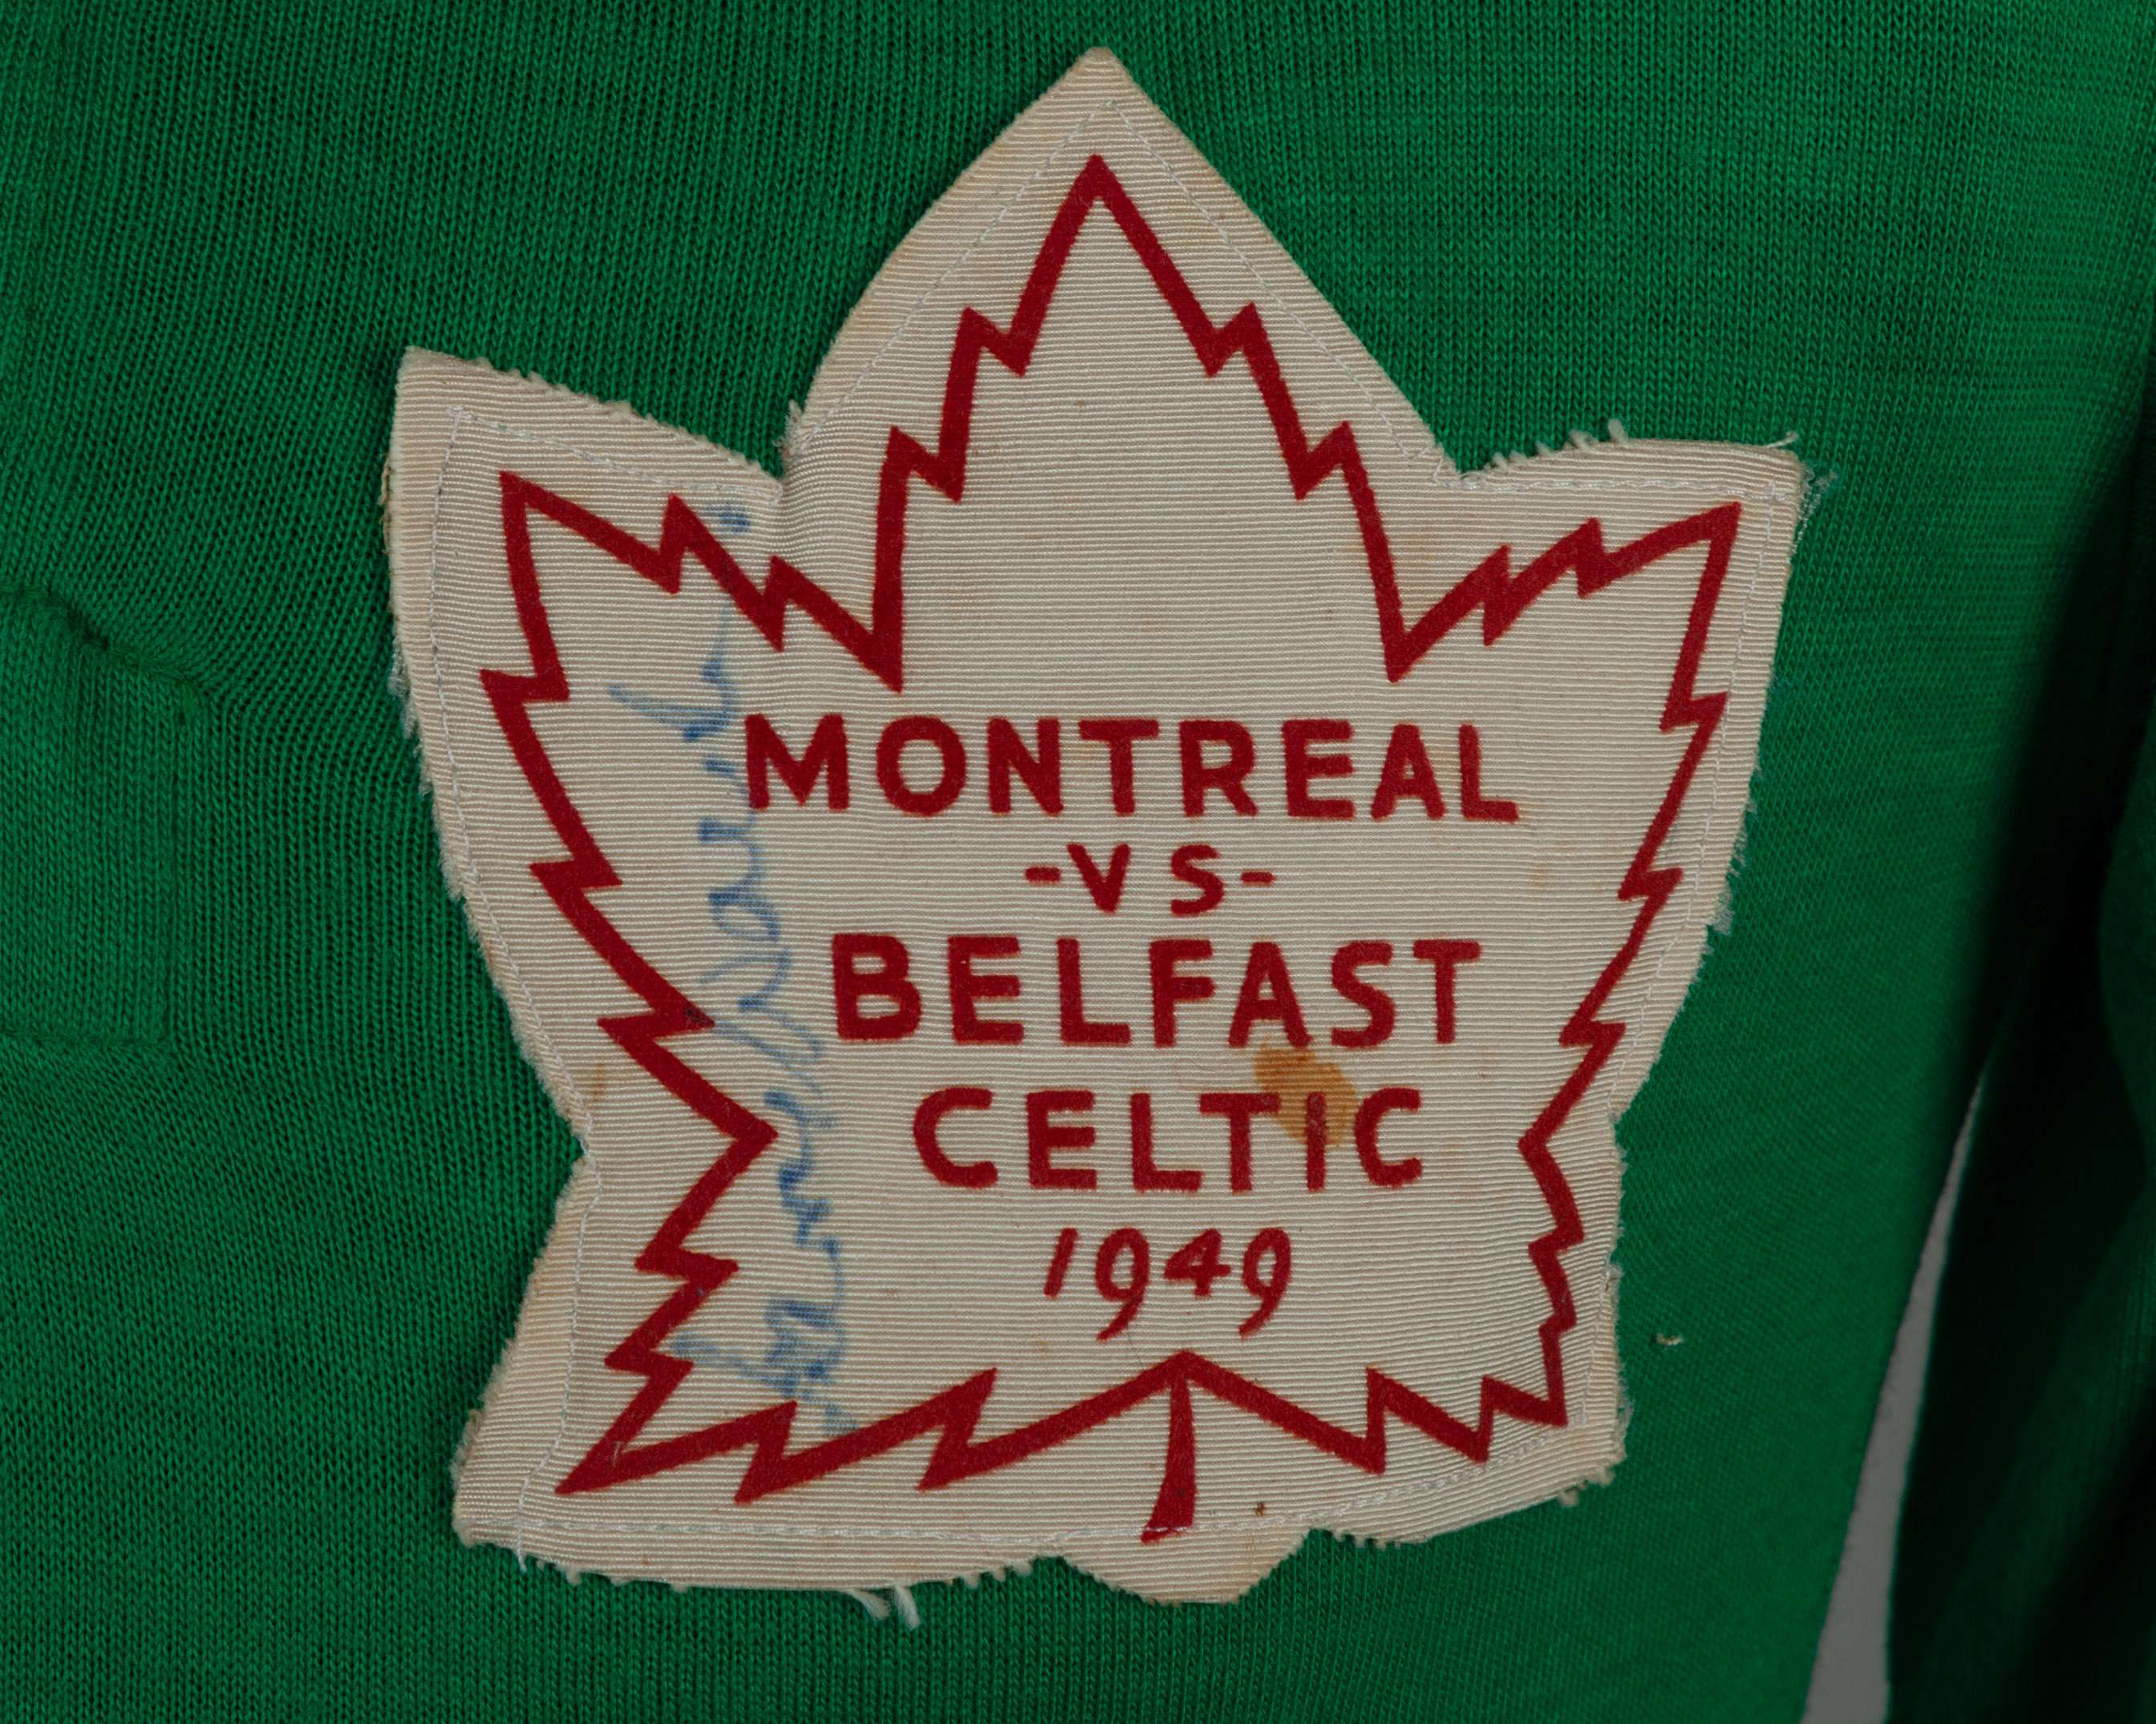 MONTREAL
-VS-
BELFAST
CELTIC
1949